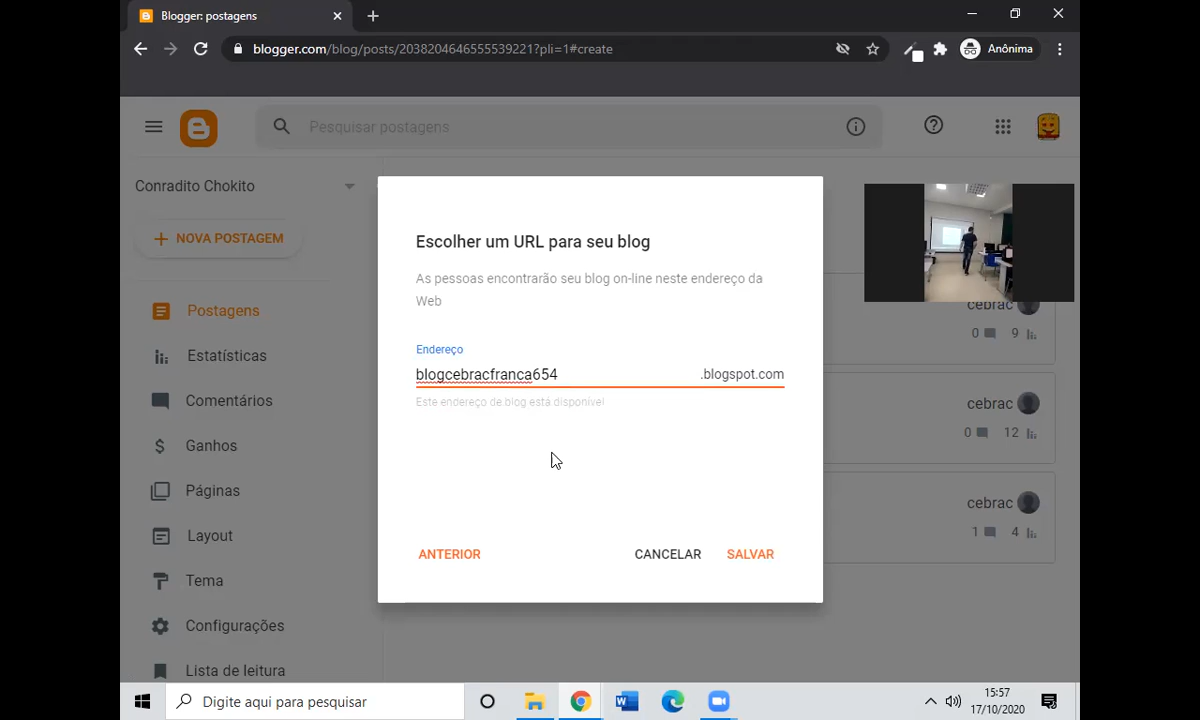 Blogger: postagens
blogger.com/blog/posts/2038204646555539221?pli=1#create
Anônima
Pesquisar postagens
Conradito Chokito
NOVA POSTAGEM
Postagens
Estatísticas
Comentários
Ganhos
Páginas
Layout
Tema
Configurações
Lista de leitura
Escolher um URL para seu blog
As pessoas encontrarão seu blog on-line neste endereço da
Web
Endereço
blogcebracfranca654 .blogspot.com
Este endereço de blog está disponível
ANTERIOR CANCELAR SALVAR
cebrac
0 9
cebrac
0 12
cebrac
1 4
Digite aqui para pesquisar
15:57
17/10/2020